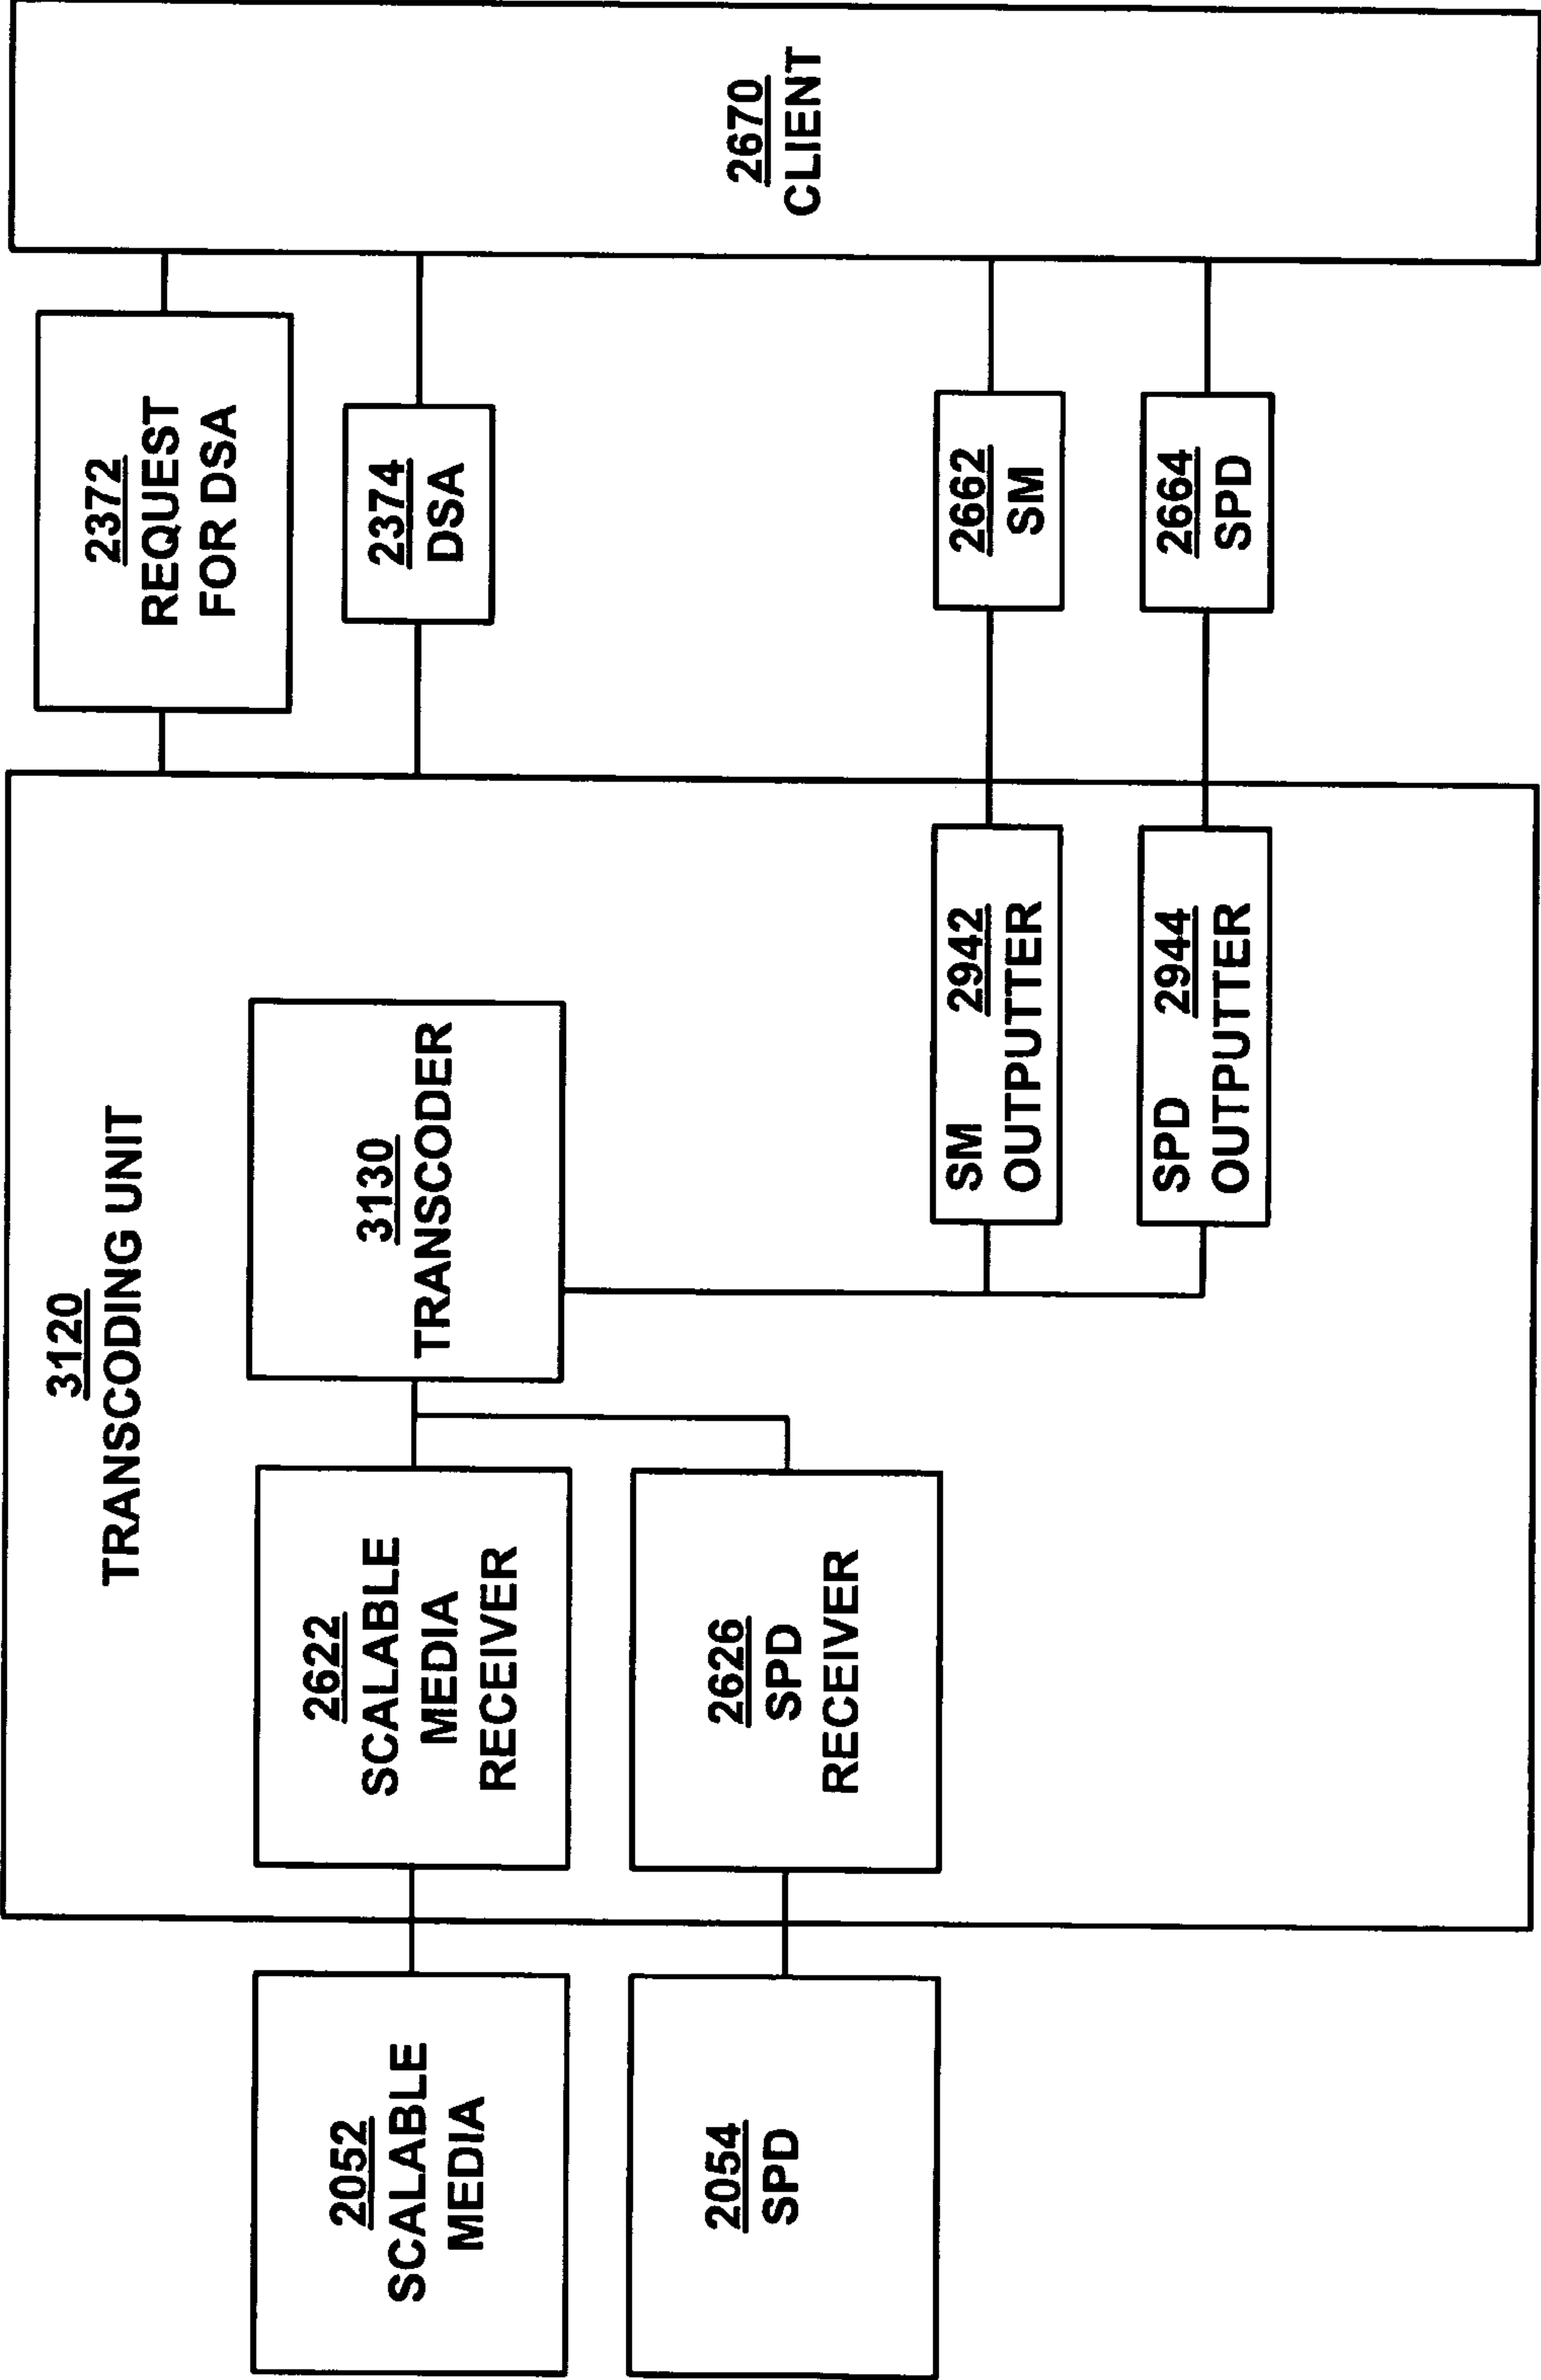 2052
SCALABLE
MEDIA
2054
SPD
3120
TRANSCODING UNIT
2622
SCALABLE
MEDIA
RECEIVER
2626
SPD
RECEIVER
3130
TRANSCODER
SM 2942
OUTPUTTER
SPD 2944
OUTPUTTER
2372
REQUEST
FOR DSA
2374
DSA
2662
SM
2664
SPD
2670
CLIENT